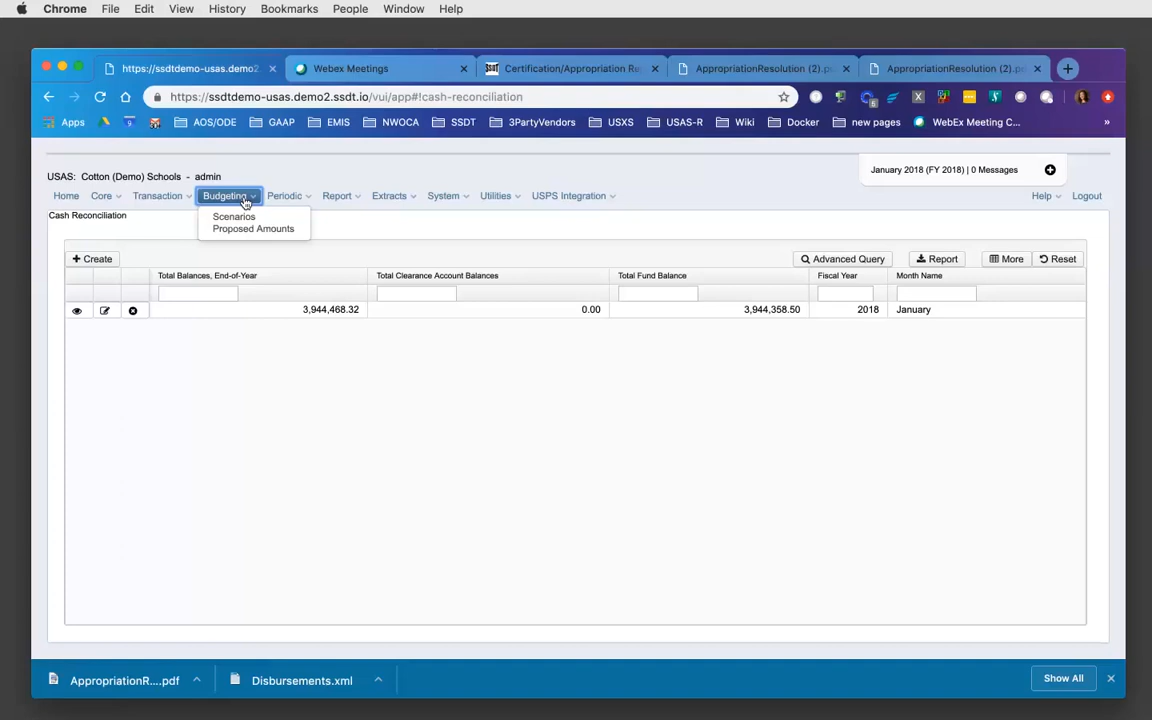 Chrome File Edit View History Bookmarks People Window Help
https://ssdtdemo-usas.demo2. Webex Meetings Certification/Appropriation Re AppropriationResolution (2).p AppropriationResolution (2).p
https://ssdtdemo-usas.demo2.ssdt.io/vui/app#!cash-reconciliation
Apps AOS/ODE GAAP EMIS NWOCA SSDT 3PartyVendors USXS USAS-R Wiki Docker new pages WebEx Meeting C... »
USAS: Cotton (Demo) Schools - admin
January 2018 (FY 2018) | 0 Messages
Home Core Transaction Budgeting Periodic Report Extracts System Utilities USPS Integration Help Logout
Cash Reconciliation
Scenarios
Proposed Amounts
Create Advanced Query Report More Reset
Total Balances, End-of-Year Total Clearance Account Balances Total Fund Balance Fiscal Year Month Name
3,944,468.32 0.00 3,944,358.50 2018 January
AppropriationR....pdf Disbursements.xml Show All